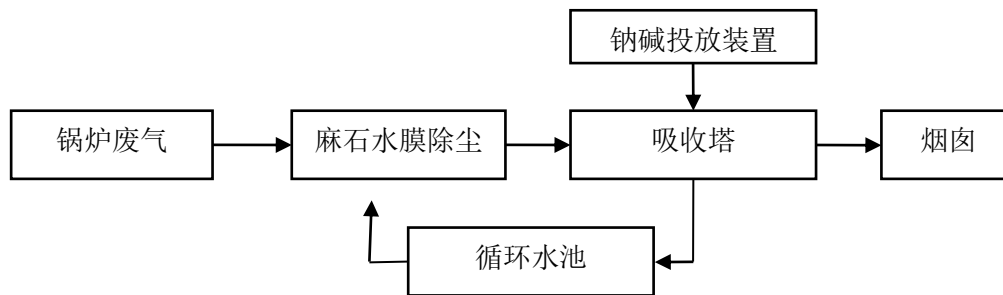 钠碱投放装置
锅炉废气
麻石水膜除尘
吸收塔
烟囱
循环水池